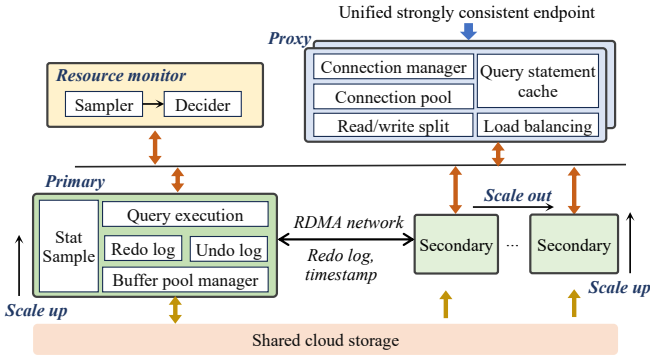 Unified strongly consistent endpoint
Proxy
Connection manager
Connection pool
Read/write split
Query statement
cache
Load balancing
Resource monitor
Sampler
Decider
Primary
Stat
Sample
Query execution
Redo log
Undo log
Buffer pool manager
Scale up
RDMA network
Redo log,
timestamp
Scale out
Secondary
...
Secondary
Scale up
Shared cloud storage